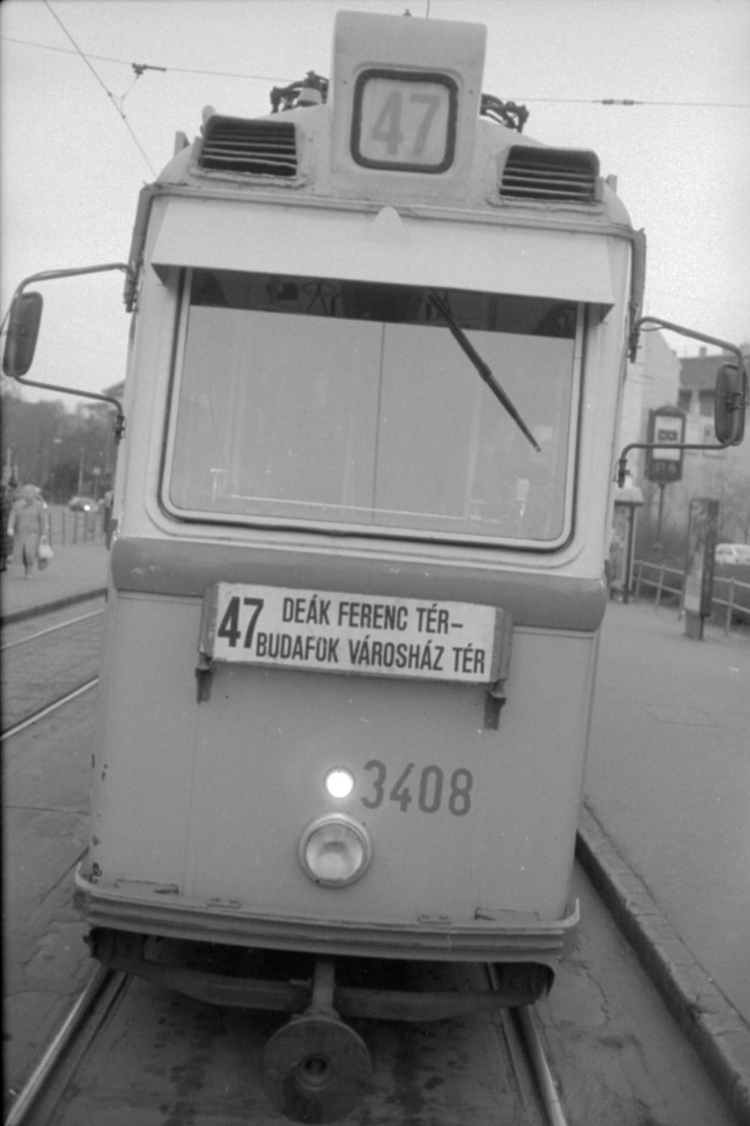 47
47 DEÁK FERENC TÉR–
BUDAFOK VÁROSHÁZ TÉR
3408